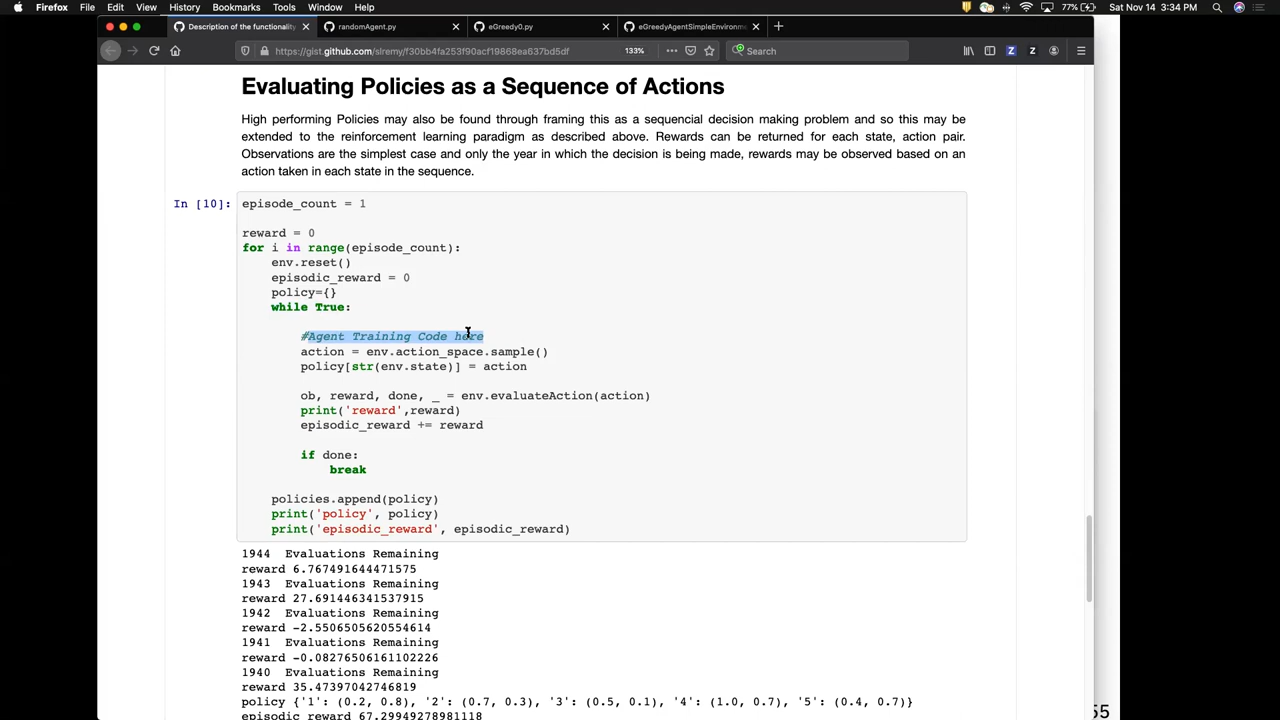 Firefox File Edit View History Bookmarks Tools Window Help 77% Sat Nov 14 3:34 PM
Description of the functionality randomAgent.py eGreedy0.py eGreedyAgentSimpleEnvironm
https://gist.github.com/slremy/f30bb4fa253f90acf19868ea637bd5df 133% Search
Evaluating Policies as a Sequence of Actions
High performing Policies may also be found through framing this as a sequencial decision making problem and so this may be
extended to the reinforcement learning paradigm as described above. Rewards can be returned for each state, action pair.
Observations are the simplest case and only the year in which the decision is being made, rewards may be observed based on an
action taken in each state in the sequence.
In [10]: episode_count = 1
reward = 0
for i in range(episode_count):
env.reset()
episodic_reward = 0
policy={}
while True:
#Agent Training Code here
action = env.action_space.sample()
policy[str(env.state)] = action
ob, reward, done, _ = env.evaluateAction(action)
print('reward',reward)
episodic_reward += reward
if done:
break
policies.append(policy)
print('policy', policy)
print('episodic_reward', episodic_reward)
1944 Evaluations Remaining
reward 6.767491644471575
1943 Evaluations Remaining
reward 27.691446341537915
1942 Evaluations Remaining
reward -2.5506505620554614
1941 Evaluations Remaining
reward -0.08276506161102226
1940 Evaluations Remaining
reward 35.47397042746819
policy {'1': (0.2, 0.8), '2': (0.7, 0.3), '3': (0.5, 0.1), '4': (1.0, 0.7), '5': (0.4, 0.7)}
episodic reward 67.29949278981118
55